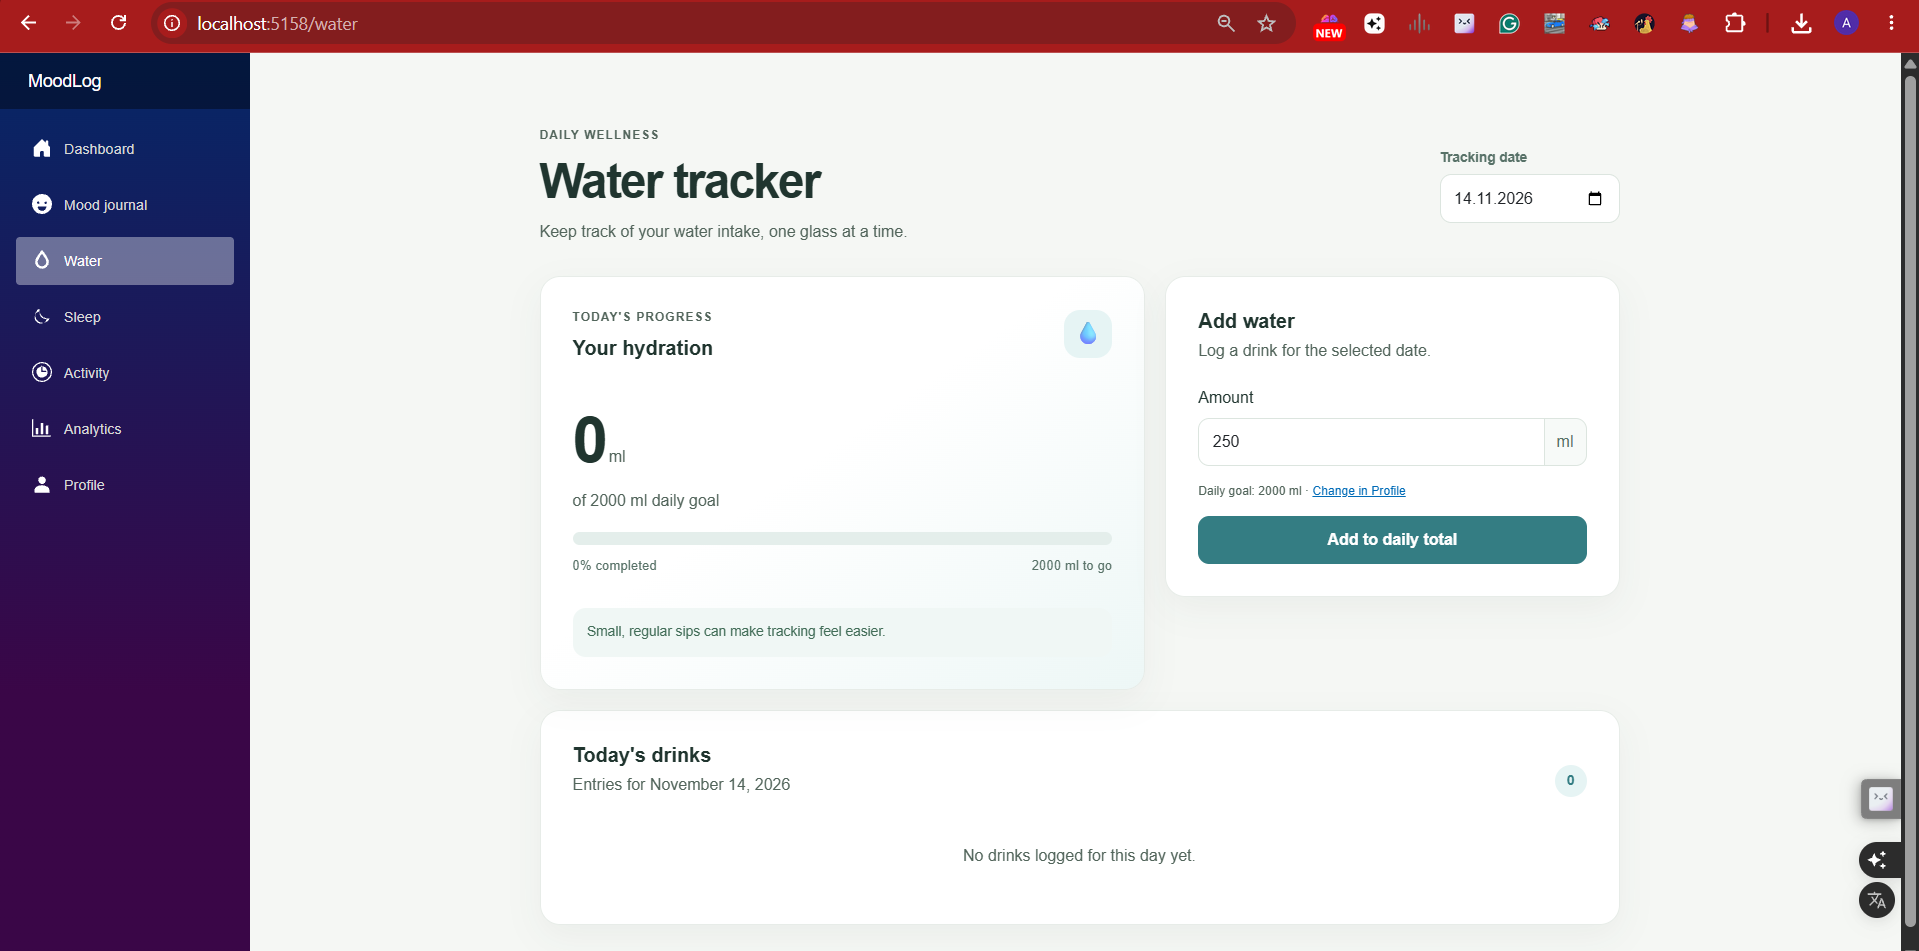 localhost:5158/water
NEW
A
MoodLog
Dashboard
Mood journal
Water
Sleep
Activity
Analytics
Profile
DAILY WELLNESS
Water tracker
Keep track of your water intake, one glass at a time.
Tracking date
14.11.2026
TODAY'S PROGRESS
Your hydration
0 ml
of 2000 ml daily goal
0% completed
2000 ml to go
Small, regular sips can make tracking feel easier.
Add water
Log a drink for the selected date.
Amount
250
ml
Daily goal: 2000 ml · Change in Profile
Add to daily total
Today's drinks
Entries for November 14, 2026
0
No drinks logged for this day yet.